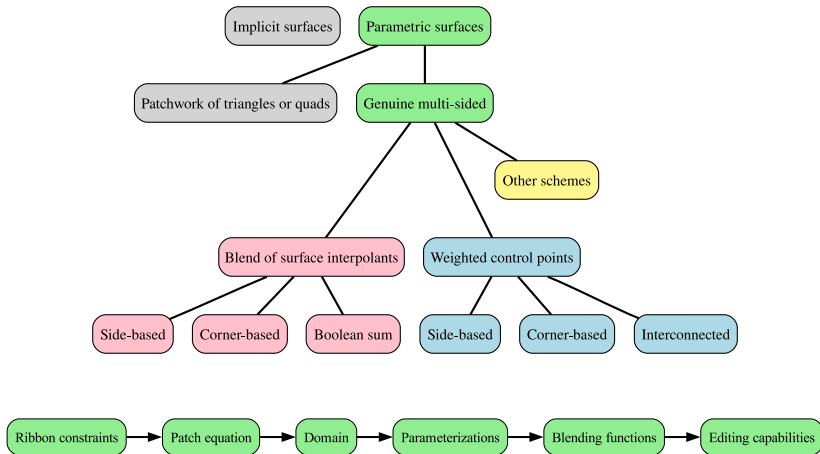 Implicit surfaces
Parametric surfaces
Patchwork of triangles or quads
Genuine multi-sided
Other schemes
Blend of surface interpolants
Weighted control points
Side-based
Corner-based
Boolean sum
Side-based
Corner-based
Interconnected
Ribbon constraints
Patch equation
Domain
Parameterizations
Blending functions
Editing capabilities